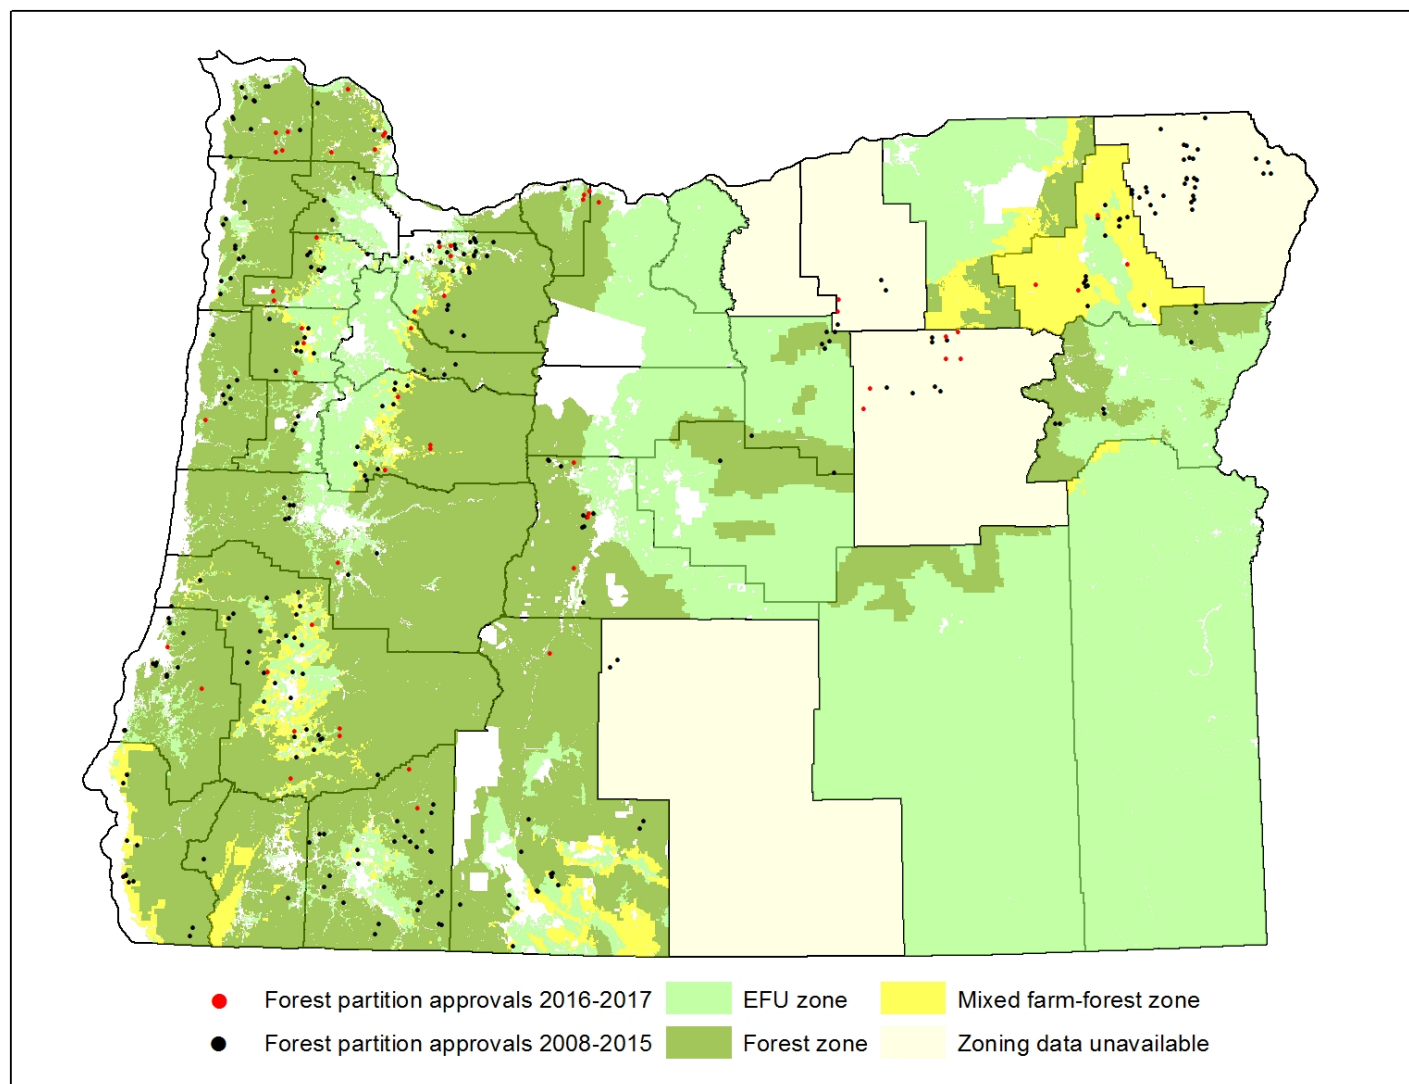 Forest partition approvals 2016-2017
EFU zone
Mixed farm-forest zone
Forest partition approvals 2008-2015
Forest zone
Zoning data unavailable